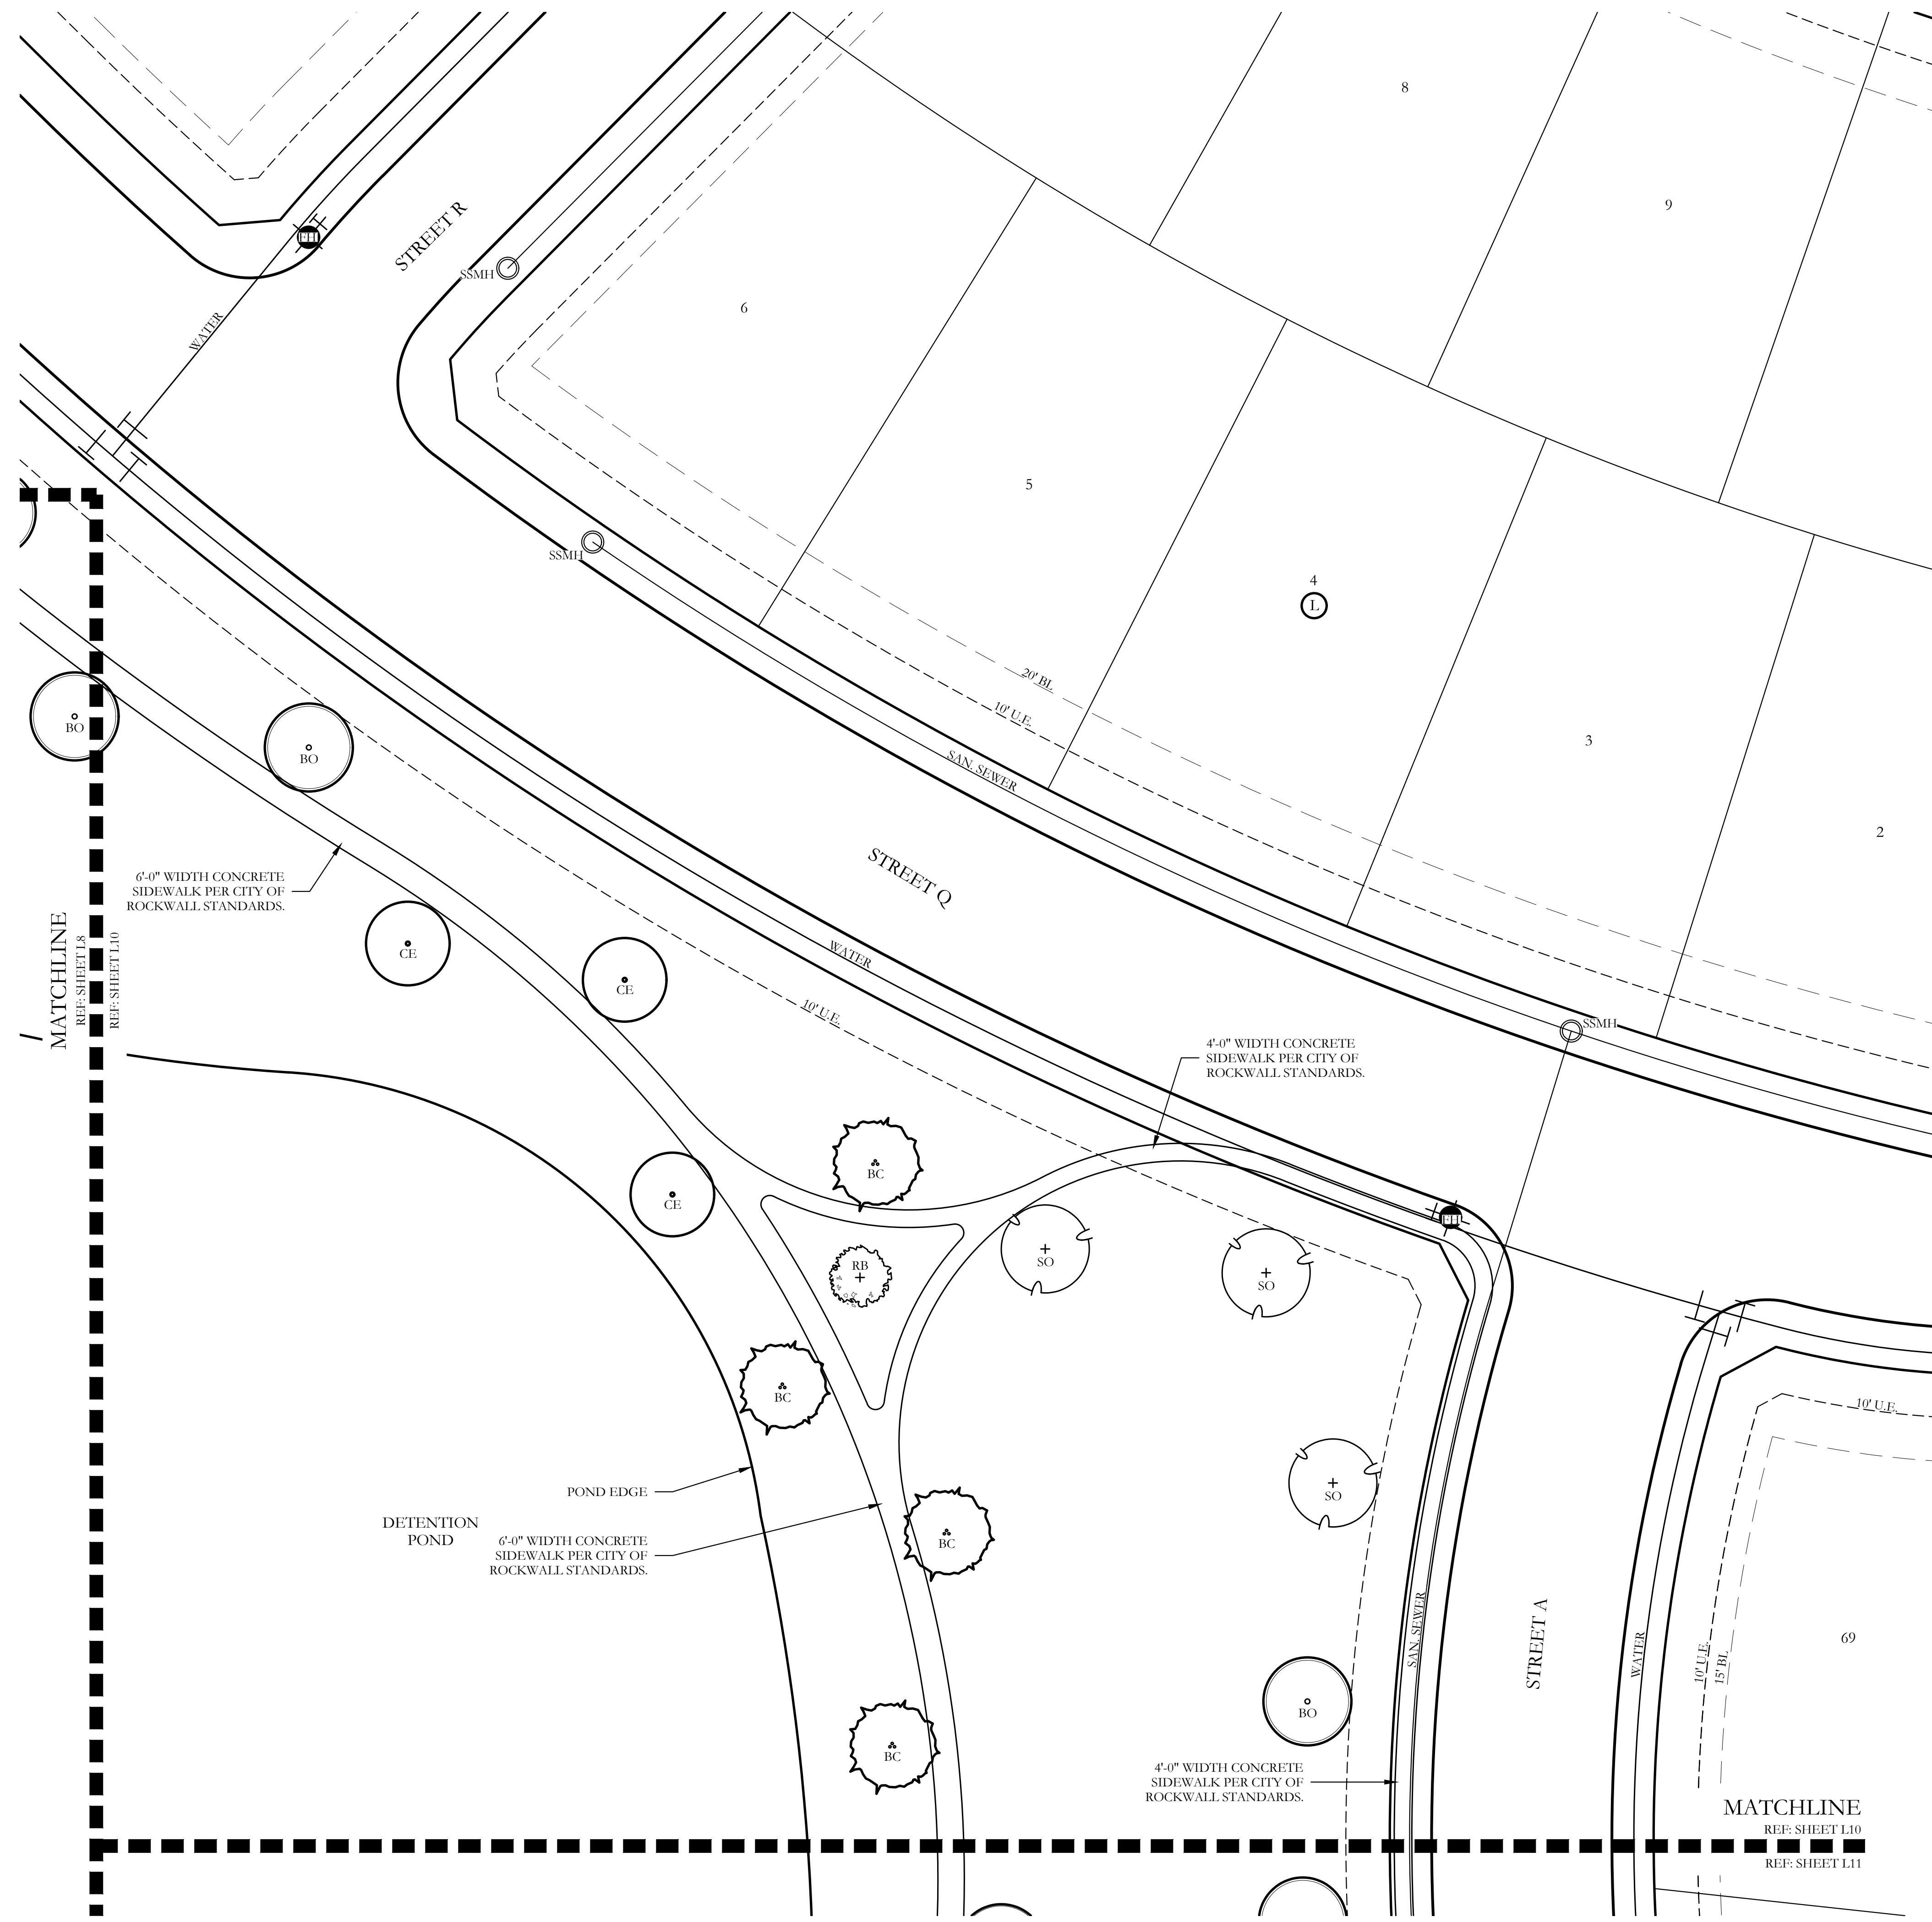 8
9
STREET R
FH
SSMH
6
WATER
5
SSMH
4
L
20' BL
10' U.E.
3
SAN. SEWER
2
BO
BO
STREET Q
6'-0" WIDTH CONCRETE
SIDEWALK PER CITY OF
ROCKWALL STANDARDS.
MATCHLINE
REF: SHEET L8
REF: SHEET L10
CE
CE
WATER
10' U.E.
SSMH
4'-0" WIDTH CONCRETE
SIDEWALK PER CITY OF
ROCKWALL STANDARDS.
BC
CE
FH
RB
SO
SO
BC
10' U.E.
POND EDGE
SO
DETENTION
POND
6'-0" WIDTH CONCRETE
SIDEWALK PER CITY OF
ROCKWALL STANDARDS.
BC
SAN. SEWER
STREET A
WATER
10' U.E.
15' BL
69
BO
BC
4'-0" WIDTH CONCRETE
SIDEWALK PER CITY OF
ROCKWALL STANDARDS.
MATCHLINE
REF: SHEET L10
REF: SHEET L11